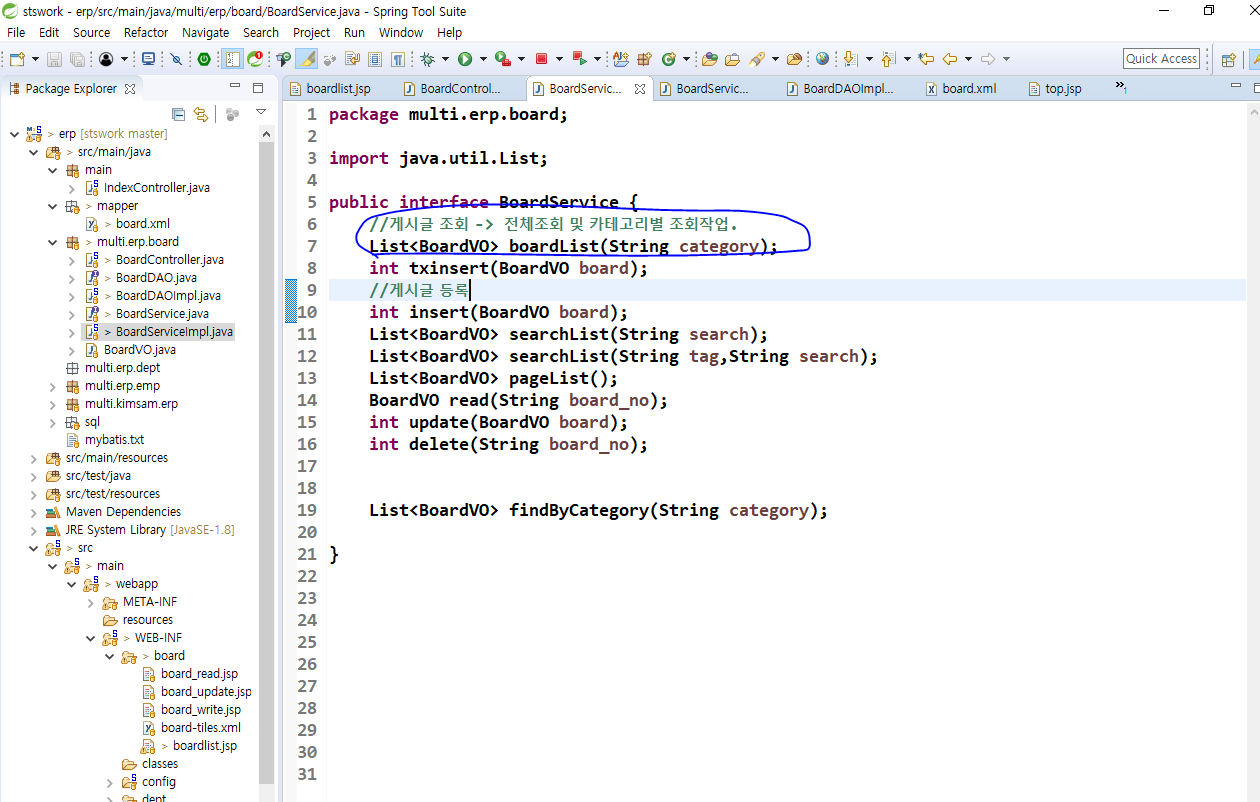 stswork - erp/src/main/java/multi/erp/board/BoardService.java - Spring Tool Suite
File Edit Source Refactor Navigate Search Project Run Window Help
Quick Access
Package Explorer
boardlist.jsp
BoardControl...
BoardServic...
BoardServic...
BoardDAOImpl...
board.xml
top.jsp
»1
> erp [stswork master]
> src/main/java
main
IndexController.java
> mapper
> board.xml
> multi.erp.board
> BoardController.java
> BoardDAO.java
> BoardDAOImpl.java
> BoardService.java
> BoardServiceImpl.java
BoardVO.java
multi.erp.dept
multi.erp.emp
multi.kimsam.erp
sql
mybatis.txt
src/main/resources
src/test/java
src/test/resources
Maven Dependencies
JRE System Library [JavaSE-1.8]
> src
> main
> webapp
META-INF
resources
> WEB-INF
> board
board_read.jsp
board_update.jsp
board_write.jsp
board-tiles.xml
> boardlist.jsp
classes
config
dept
1 package multi.erp.board;
2
3 import java.util.List;
4
5 public interface BoardService {
6 //게시글 조회 -> 전체조회 및 카테고리별 조회작업.
7 List<BoardVO> boardList(String category);
8 int txinsert(BoardVO board);
9 //게시글 등록
10 int insert(BoardVO board);
11 List<BoardVO> searchList(String search);
12 List<BoardVO> searchList(String tag,String search);
13 List<BoardVO> pageList();
14 BoardVO read(String board_no);
15 int update(BoardVO board);
16 int delete(String board_no);
17
18
19 List<BoardVO> findByCategory(String category);
20
21 }
22
23
24
25
26
27
28
29
30
31